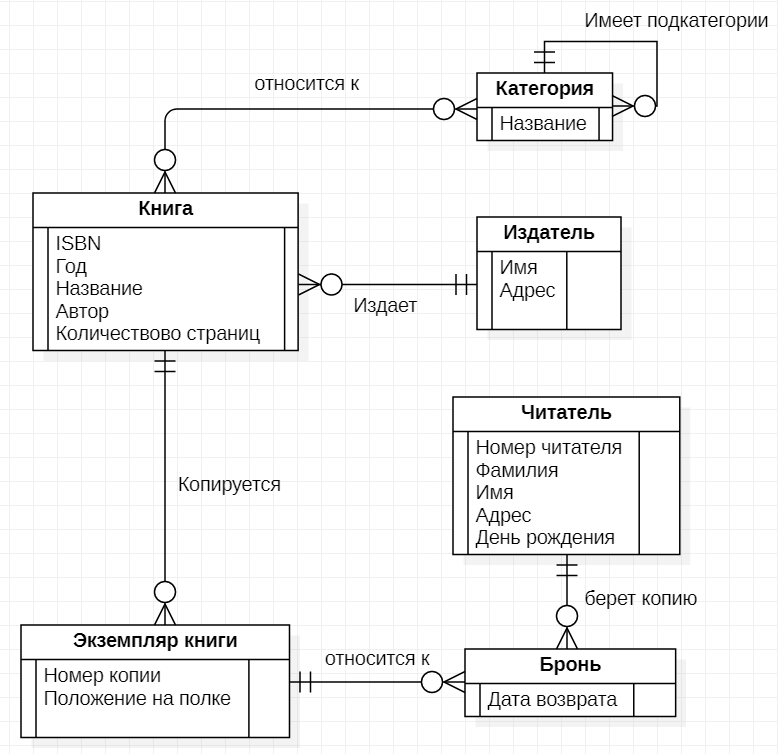 Имеет подкатегории
относится к
Категория
Название
Книга
ISBN
Год
Название
Автор
Количествово страниц
Издатель
Имя
Адрес
Издает
Читатель
Номер читателя
Фамилия
Имя
Адрес
День рождения
Копируется
берет копию
Экземпляр книги
Номер копии
Положение на полке
относится к
Бронь
Дата возврата